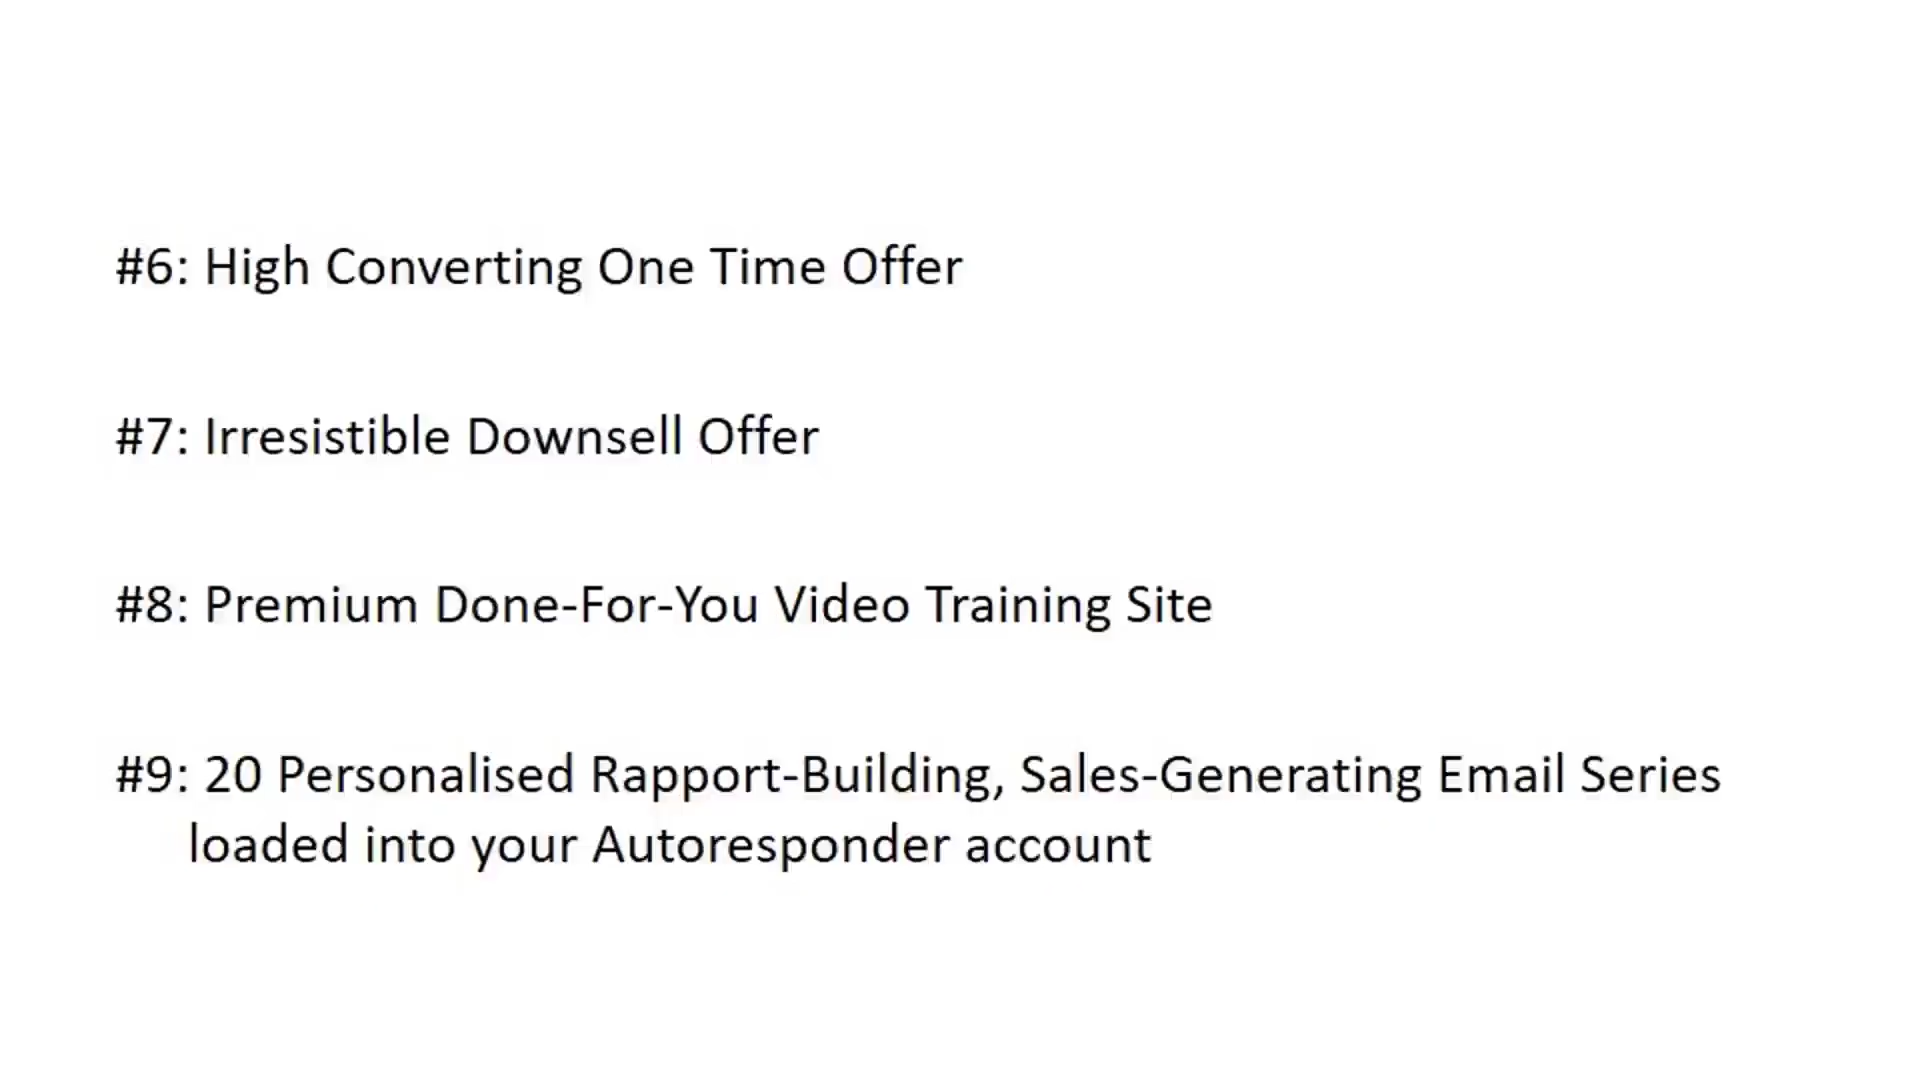 #6: High Converting One Time Offer
#7: Irresistible Downsell Offer
#8: Premium Done-For-You Video Training Site
#9: 20 Personalised Rapport-Building, Sales-Generating Email Series
loaded into your Autoresponder account